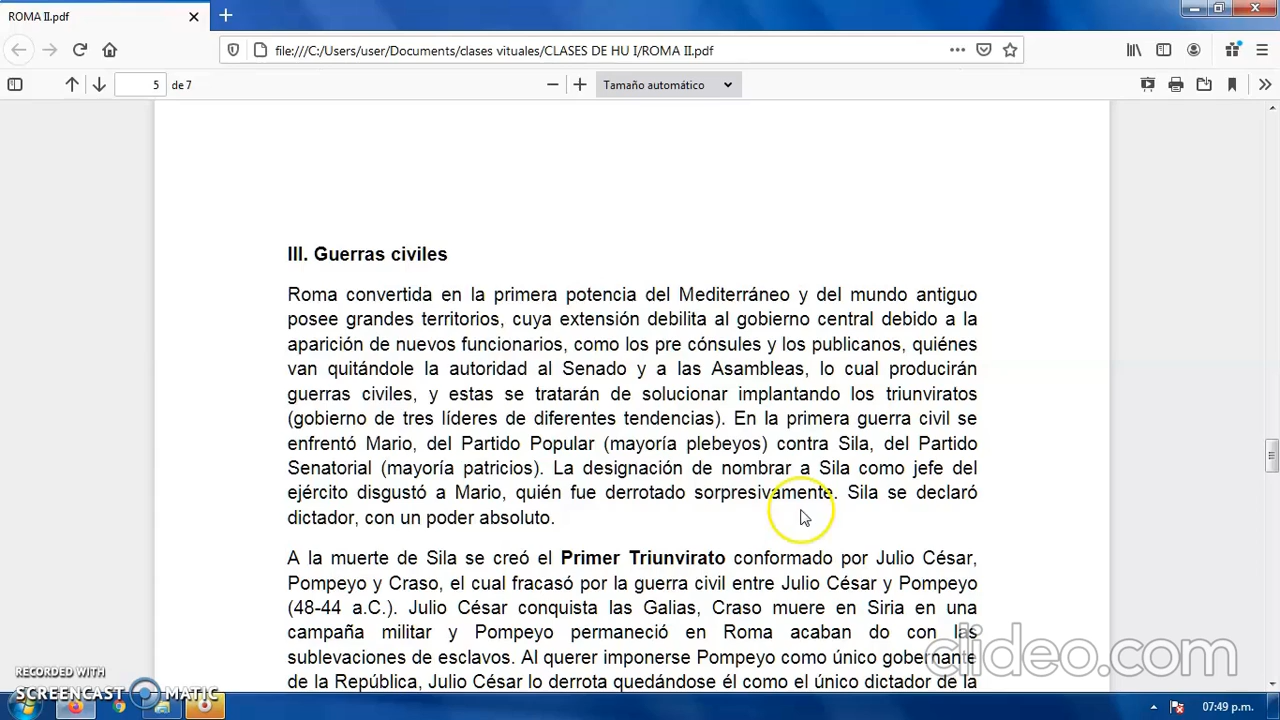 ROMA II.pdf
file:///C:/Users/user/Documents/clases vituales/CLASES DE HU I/ROMA II.pdf
5 de 7
Tamaño automático
III. Guerras civiles
Roma convertida en la primera potencia del Mediterráneo y del mundo antiguo
posee grandes territorios, cuya extensión debilita al gobierno central debido a la
aparición de nuevos funcionarios, como los pre cónsules y los publicanos, quiénes
van quitándole la autoridad al Senado y a las Asambleas, lo cual producirán
guerras civiles, y estas se tratarán de solucionar implantando los triunviratos
(gobierno de tres líderes de diferentes tendencias). En la primera guerra civil se
enfrentó Mario, del Partido Popular (mayoría plebeyos) contra Sila, del Partido
Senatorial (mayoría patricios). La designación de nombrar a Sila como jefe del
ejército disgustó a Mario, quién fue derrotado sorpresivamente. Sila se declaró
dictador, con un poder absoluto.
A la muerte de Sila se creó el Primer Triunvirato conformado por Julio César,
Pompeyo y Craso, el cual fracasó por la guerra civil entre Julio César y Pompeyo
(48-44 a.C.). Julio César conquista las Galias, Craso muere en Siria en una
campaña militar y Pompeyo permaneció en Roma acaban do con las
sublevaciones de esclavos. Al querer imponerse Pompeyo como único gobernante
de la República, Julio César lo derrota quedándose él como el único dictador de la
clideo.com
RECORDED WITH
SCREENCAST MATIC
07:49 p.m.